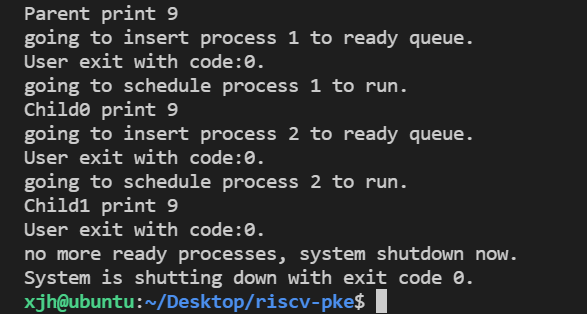 Parent print 9
going to insert process 1 to ready queue.
User exit with code:0.
going to schedule process 1 to run.
Child0 print 9
going to insert process 2 to ready queue.
User exit with code:0.
going to schedule process 2 to run.
Child1 print 9
User exit with code:0.
no more ready processes, system shutdown now.
System is shutting down with exit code 0.
xjh@ubuntu:~/Desktop/riscv-pke$